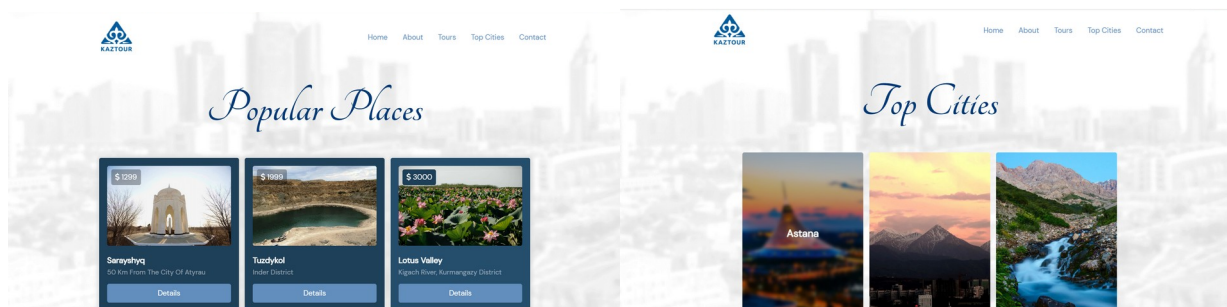 KAZTOUR
Home About Tours Top Cities Contact
Popular Places
$ 1299
$ 1999
$ 3000
Sarayshyq
50 Km From The City Of Atyrau
Details
Tuzdykol
Inder District
Details
Lotus Valley
Kigach River, Kurmangazy District
Details
KAZTOUR
Home About Tours Top Cities Contact
Top Cities
Astana